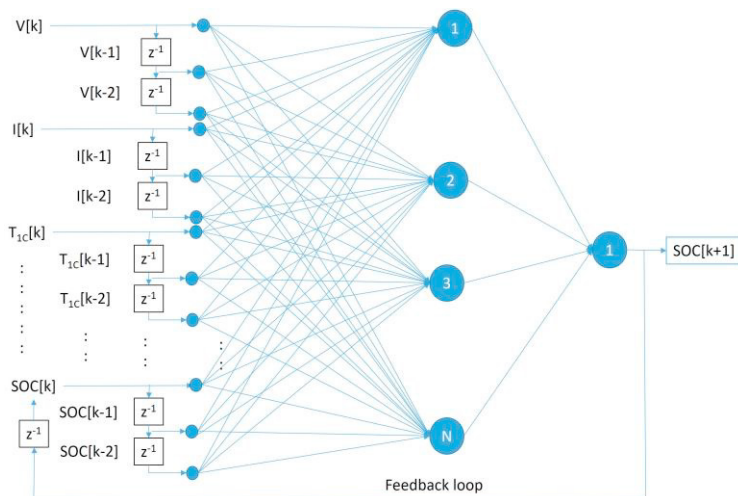 V[k]
V[k-1]
z⁻¹
V[k-2]
z⁻¹
I[k]
I[k-1]
z⁻¹
I[k-2]
z⁻¹
T₁C[k]
T₁C[k-1]
z⁻¹
T₁C[k-2]
z⁻¹
SOC[k]
z⁻¹
SOC[k-1]
z⁻¹
SOC[k-2]
z⁻¹
1
2
3
N
1
SOC[k+1]
Feedback loop